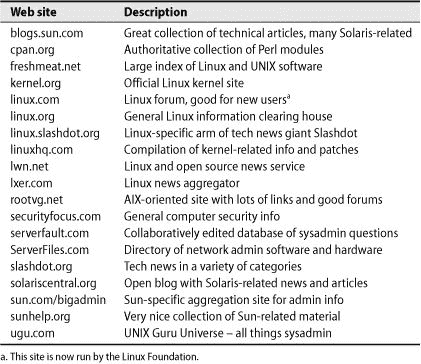 Web site Description
blogs.sun.com Great collection of technical articles, many Solaris-related
cpan.org Authoritative collection of Perl modules
freshmeat.net Large index of Linux and UNIX software
kernel.org Official Linux kernel site
linux.com Linux forum, good for new usersa
linux.org General Linux information clearing house
linux.slashdot.org Linux-specific arm of tech news giant Slashdot
linuxhq.com Compilation of kernel-related info and patches
lwn.net Linux and open source news service
lxer.com Linux news aggregator
rootvg.net AIX-oriented site with lots of links and good forums
securityfocus.com General computer security info
serverfault.com Collaboratively edited database of sysadmin questions
ServerFiles.com Directory of network admin software and hardware
slashdot.org Tech news in a variety of categories
solariscentral.org Open blog with Solaris-related news and articles
sun.com/bigadmin Sun-specific aggregation site for admin info
sunhelp.org Very nice collection of Sun-related material
ugu.com UNIX Guru Universe – all things sysadmin
a. This site is now run by the Linux Foundation.